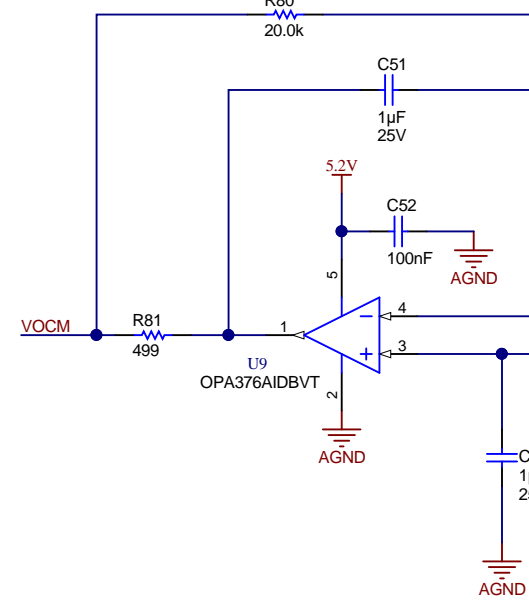 R80
20.0k
C51
1µF
25V
5.2V
C52
100nF
AGND
5
4
VOCM
R81
499
1
−
+
3
U9
OPA376AIDBVT
2
AGND
AGND